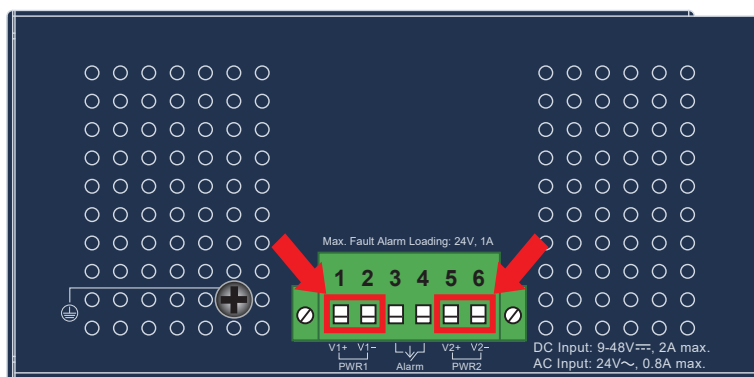 Max. Fault Alarm Loading: 24V, 1A
1 2 3 4 5 6
V1+ V1− V2+ V2−
PWR1 Alarm PWR2
DC Input: 9-48V⎓, 2A max.
AC Input: 24V～, 0.8A max.